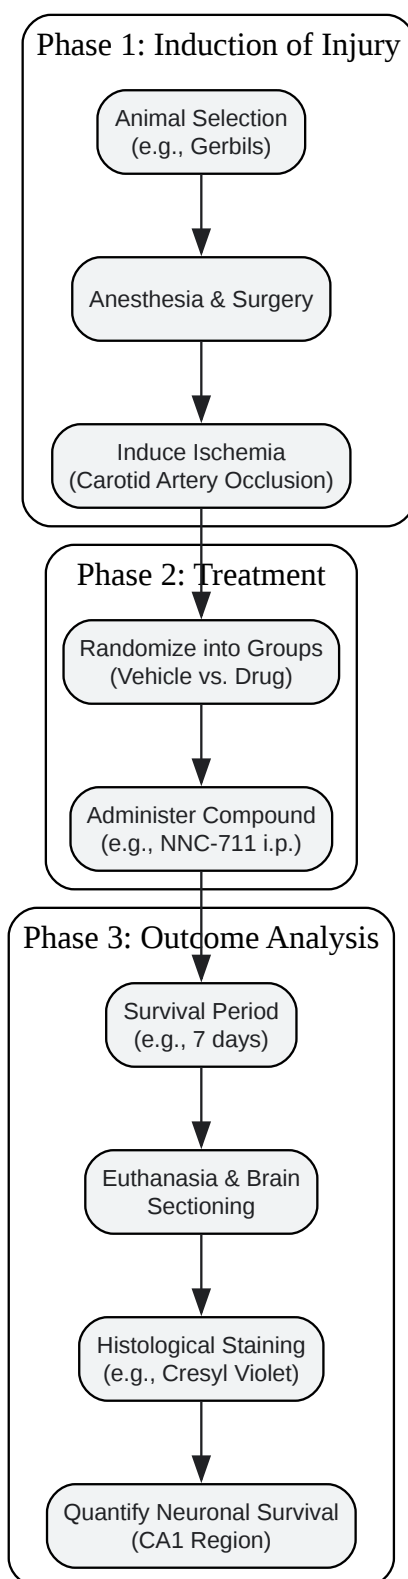 Phase 1: Induction of Injury
Animal Selection
(e.g., Gerbils)
Anesthesia & Surgery
Induce Ischemia
(Carotid Artery Occlusion)
Phase 2: Treatment
Randomize into Groups
(Vehicle vs. Drug)
Administer Compound
(e.g., NNC-711 i.p.)
Phase 3: Outcome Analysis
Survival Period
(e.g., 7 days)
Euthanasia & Brain
Sectioning
Histological Staining
(e.g., Cresyl Violet)
Quantify Neuronal Survival
(CA1 Region)